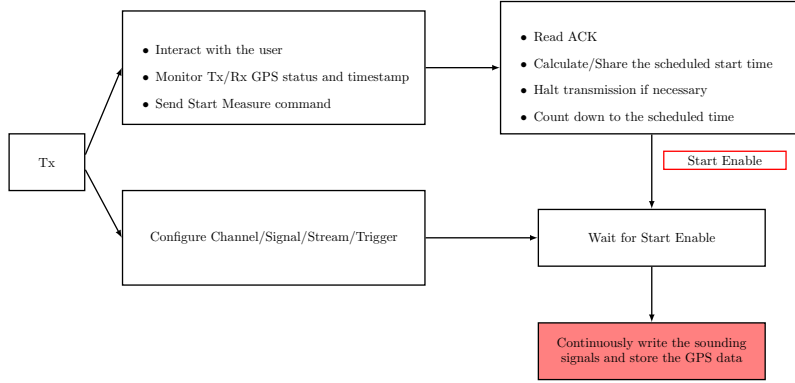 • Interact with the user
• Monitor Tx/Rx GPS status and timestamp
• Send Start Measure command
• Read ACK
• Calculate/Share the scheduled start time
• Halt transmission if necessary
• Count down to the scheduled time
Tx
Start Enable
Configure Channel/Signal/Stream/Trigger
Wait for Start Enable
Continuously write the sounding
signals and store the GPS data